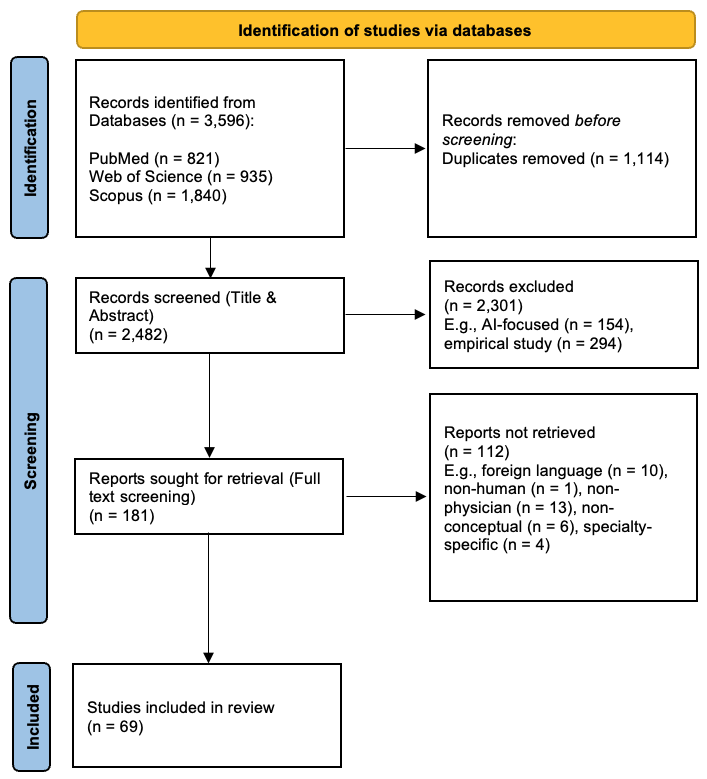 Identification of studies via databases
Identification
Records identified from
Databases (n = 3,596):
PubMed (n = 821)
Web of Science (n = 935)
Scopus (n = 1,840)
Records removed before
screening:
Duplicates removed (n = 1,114)
Screening
Records screened (Title &
Abstract)
(n = 2,482)
Records excluded
(n = 2,301)
E.g., AI-focused (n = 154),
empirical study (n = 294)
Reports sought for retrieval (Full
text screening)
(n = 181)
Reports not retrieved
(n = 112)
E.g., foreign language (n = 10),
non-human (n = 1), non-
physician (n = 13), non-
conceptual (n = 6), specialty-
specific (n = 4)
Included
Studies included in review
(n = 69)